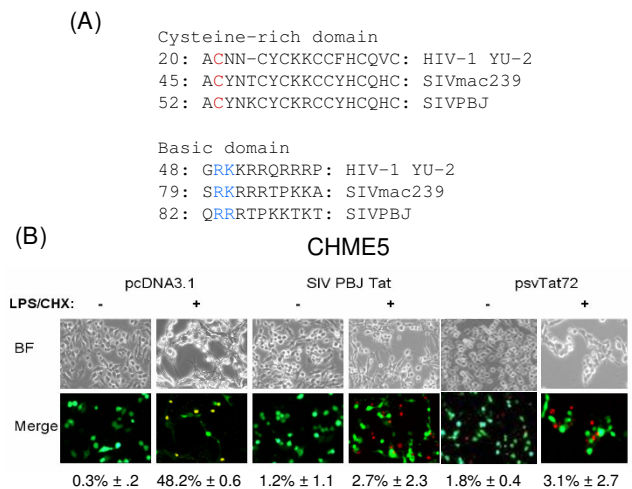 (A)
Cysteine-rich domain
20: ACNN-CYCKKCCFHCQVC: HIV-1 YU-2
45: ACYNTCYCKKCCYHCQHC: SIVmac239
52: ACYNKCYCKRCCYHCQHC: SIVPBJ
Basic domain
48: GRKKRRQRRRP: HIV-1 YU-2
79: SRKRRRTPKKA: SIVmac239
82: QRRRTPKKTKT: SIVPBJ
(B)
CHME5
pcDNA3.1 SIV PBJ Tat psvTat72
LPS/CHX: - + - + - +
BF
Merge
0.3% ± .2 48.2% ± 0.6 1.2% ± 1.1 2.7% ± 2.3 1.8% ± 0.4 3.1% ± 2.7